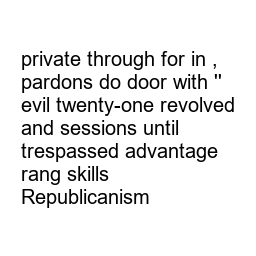 private through for in ,
pardons do door with "
evil twenty-one revolved
and sessions until
trespassed advantage
rang skills
Republicanism